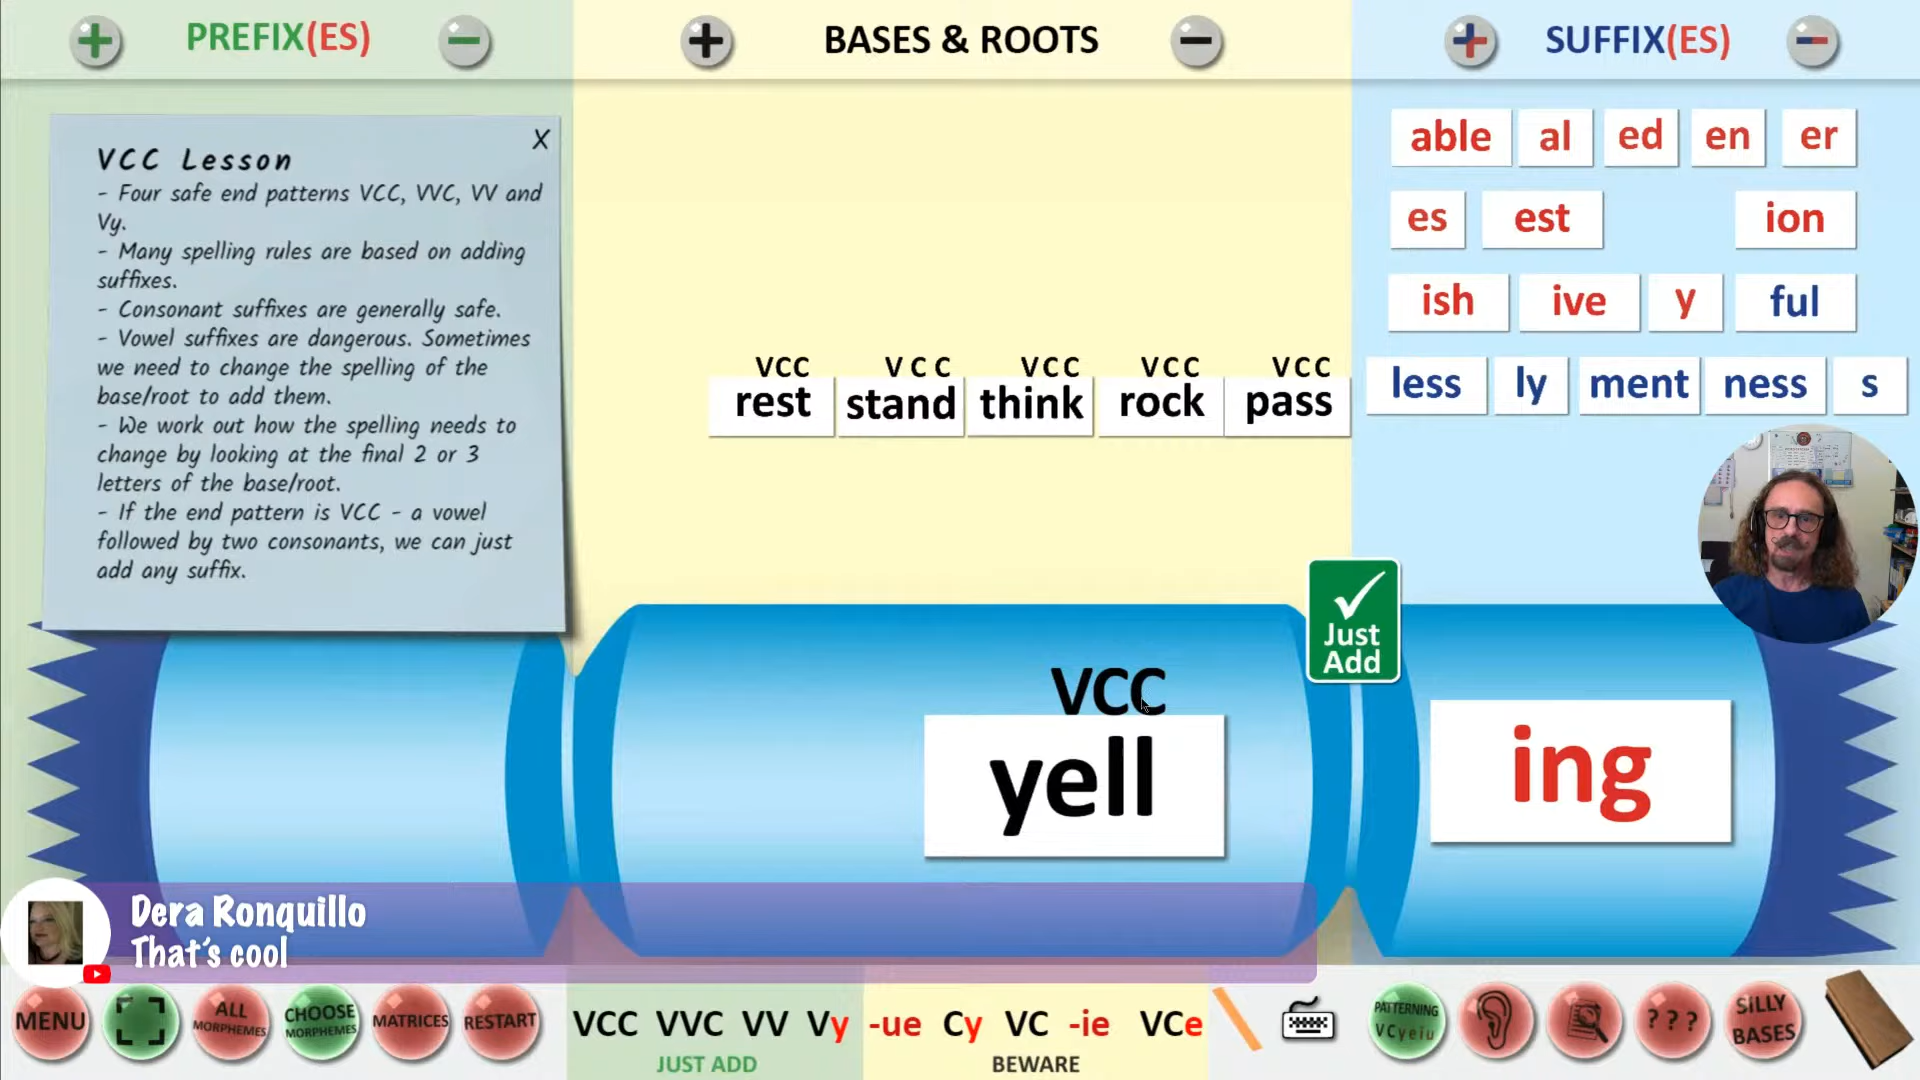 PREFIX(ES)
BASES & ROOTS
SUFFIX(ES)
X
VCC Lesson
- Four safe end patterns VCC, VVC, VV and
Vy.
- Many spelling rules are based on adding
suffixes.
- Consonant suffixes are generally safe.
- Vowel suffixes are dangerous. Sometimes
we need to change the spelling of the
base/root to add them.
- We work out how the spelling needs to
change by looking at the final 2 or 3
letters of the base/root.
- If the end pattern is VCC - a vowel
followed by two consonants, we can just
add any suffix.
VCC VCC VCC VCC VCC
rest stand think rock pass
able al ed en er
es est ion
ish ive y ful
less ly ment ness s
Just
Add
VCC
yell
ing
Dera Ronquillo
That's cool
MENU
ALL
MORPHEMES
CHOOSE
MORPHEMES
MATRICES
RESTART
VCC VVC VV Vy
JUST ADD
-ue Cy VC -ie VCe
BEWARE
PATTERNING
VCyeiu
? ? ?
SILLY
BASES